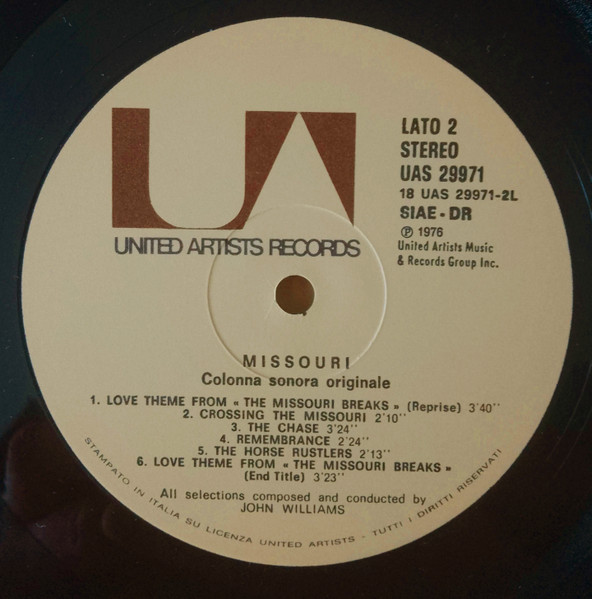 UA
UNITED ARTISTS RECORDS
LATO 2
STEREO
UAS 29971
18 UAS 29971-2L
SIAE - DR
℗ 1976
United Artists Music
& Records Group Inc.
MISSOURI
Colonna sonora originale
1. LOVE THEME FROM « THE MISSOURI BREAKS » (Reprise) 3'40''
2. CROSSING THE MISSOURI 2'10''
3. THE CHASE 3'24''
4. REMEMBRANCE 2'24''
5. THE HORSE RUSTLERS 2'13''
6. LOVE THEME FROM « THE MISSOURI BREAKS »
(End Title) 3'23''
All selections composed and conducted by
JOHN WILLIAMS
STAMPATO IN ITALIA SU LICENZA UNITED ARTISTS - TUTTI I DIRITTI RISERVATI